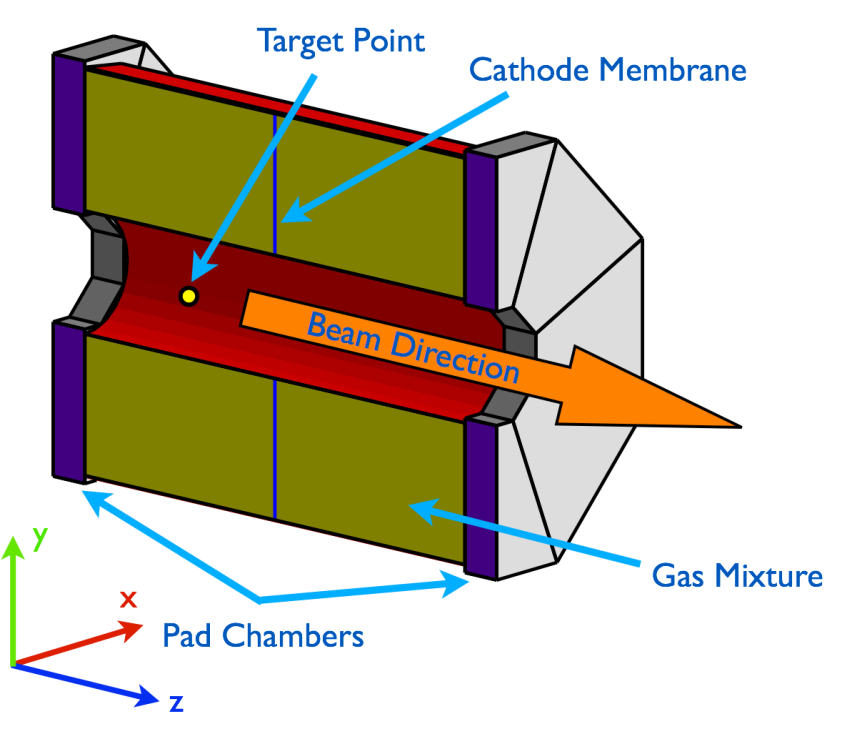 Target Point
Cathode Membrane
Beam Direction
Gas Mixture
Pad Chambers
y
x
z